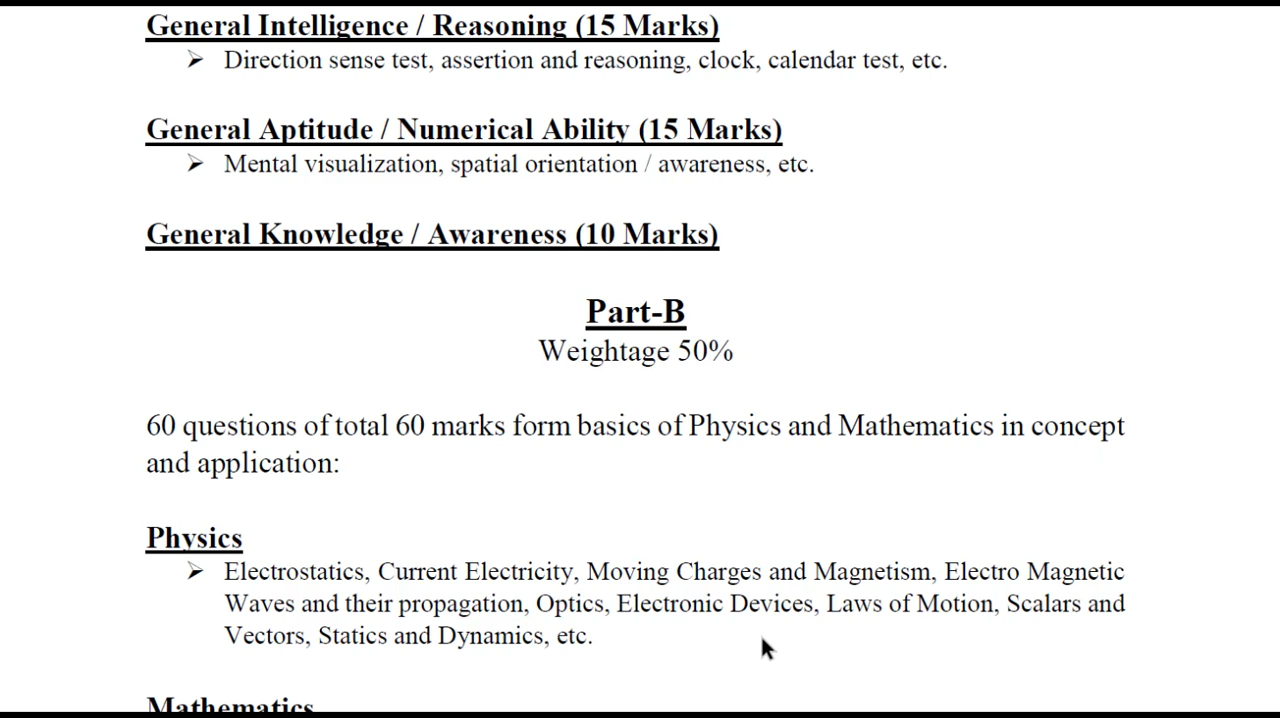 General Intelligence / Reasoning (15 Marks)
➢ Direction sense test, assertion and reasoning, clock, calendar test, etc.
General Aptitude / Numerical Ability (15 Marks)
➢ Mental visualization, spatial orientation / awareness, etc.
General Knowledge / Awareness (10 Marks)
Part-B
Weightage 50%
60 questions of total 60 marks form basics of Physics and Mathematics in concept
and application:
Physics
➢ Electrostatics, Current Electricity, Moving Charges and Magnetism, Electro Magnetic
Waves and their propagation, Optics, Electronic Devices, Laws of Motion, Scalars and
Vectors, Statics and Dynamics, etc.
Mathematics